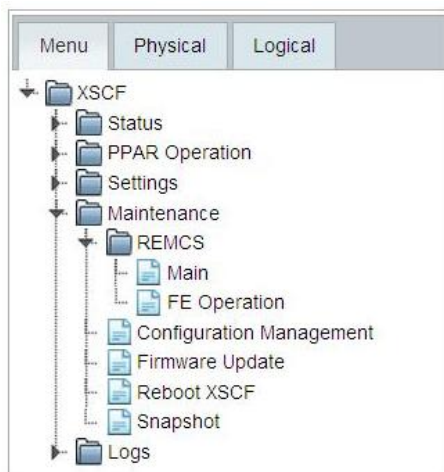 Menu Physical Logical
XSCF
Status
PPAR Operation
Settings
Maintenance
REMCS
Main
FE Operation
Configuration Management
Firmware Update
Reboot XSCF
Snapshot
Logs